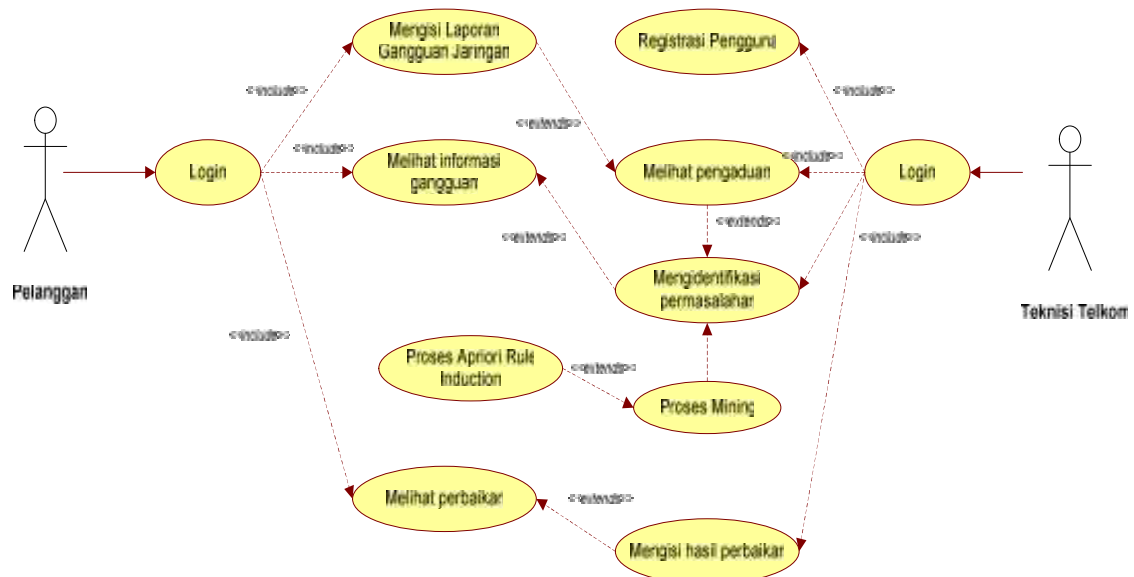 Mengisi Laporan
Gangguan Jaringan
Registrasi Pengguna
<<include>>
<<include>>
<<extends>>
Login
<<include>>
Melihat informasi
gangguan
Melihat pengaduan
<<include>>
Login
<<extends>>
<<extends>>
<<include>>
Mengidentifikasi
permasalahan
Pelanggan
Teknisi Telkom
<<include>>
Proses Apriori Rule
Induction
<<extends>>
Proses Mining
Melihat perbaikan
<<extends>>
Mengisi hasil perbaikan